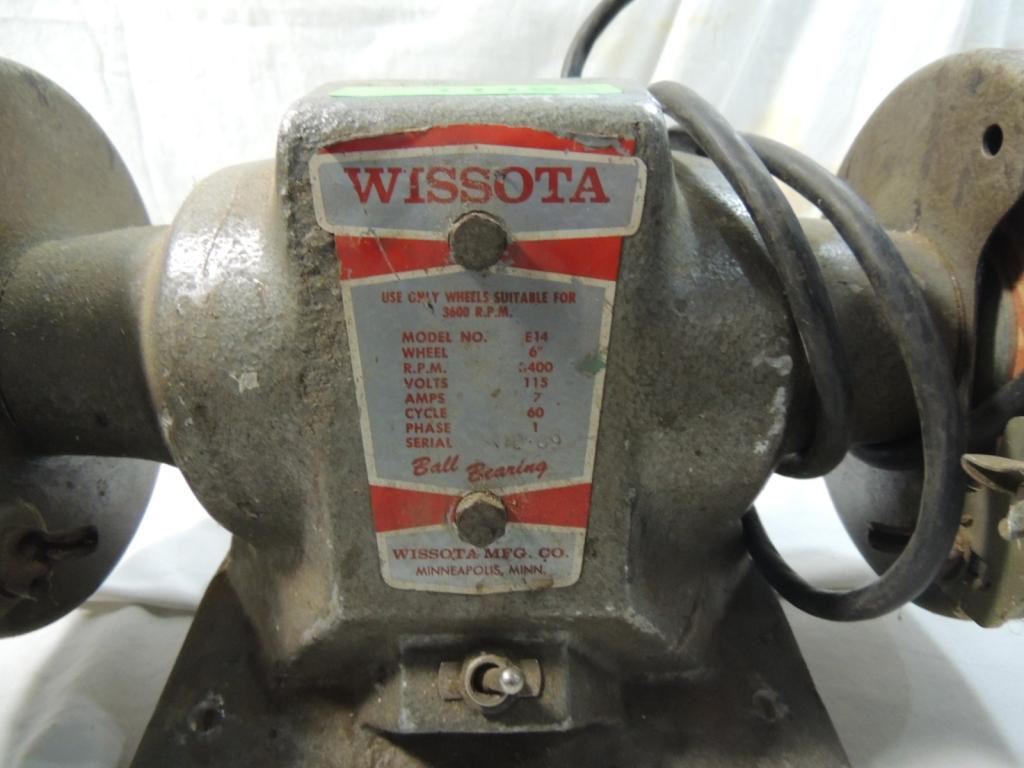 WISSOTA
USE ONLY WHEELS SUITABLE FOR
3600 R.P.M.
MODEL NO. E14
WHEEL 6"
R.P.M. 3400
VOLTS 115
AMPS 7
CYCLE 60
PHASE 1
SERIAL
Ball Bearing
WISSOTA MFG. CO.
MINNEAPOLIS, MINN.